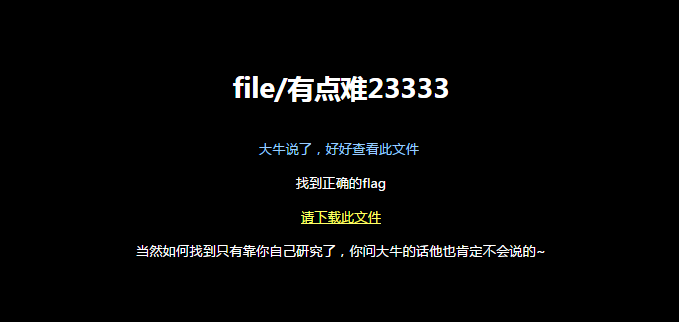 file/有点难23333
大牛说了，好好查看此文件
找到正确的flag
请下载此文件
当然如何找到只有靠你自己研究了，你问大牛的话他也肯定不会说的~